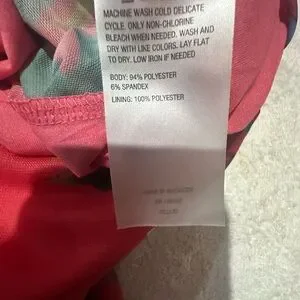 MACHINE WASH COLD DELICATE
CYCLE. ONLY NON-CHLORINE
BLEACH WHEN NEEDED. WASH AND
DRY WITH LIKE COLORS. LAY FLAT
TO DRY. LOW IRON IF NEEDED
BODY: 94% POLYESTER
6% SPANDEX
LINING: 100% POLYESTER